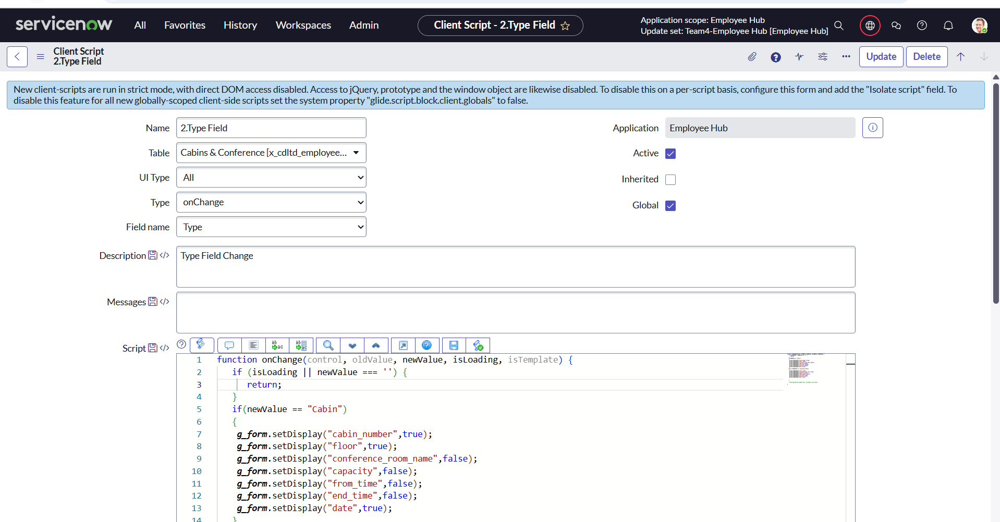 servicenow
All Favorites History Workspaces Admin
Client Script - 2.Type Field
Application scope: Employee Hub
Update set: Team4-Employee Hub [Employee Hub]
Client Script
2.Type Field
Update Delete
New client-scripts are run in strict mode, with direct DOM access disabled. Access to jQuery, prototype and the window object are likewise disabled. To disable this on a per-script basis, configure this form and add the "Isolate script" field. To
disable this feature for all new globally-scoped client-side scripts set the system property "glide.script.block.client.globals" to false.
Name 2.Type Field
Application Employee Hub
Table Cabins & Conference [x_cdltd_employee...
Active
UI Type All
Inherited
Type onChange
Global
Field name Type
Description </> Type Field Change
Messages </>
Script </>
1 function onChange(control, oldValue, newValue, isLoading, isTemplate) {
2 if (isLoading || newValue === '') {
3 return;
4 }
5 if(newValue == "Cabin")
6 {
7 g_form.setDisplay("cabin_number",true);
8 g_form.setDisplay("floor",true);
9 g_form.setDisplay("conference_room_name",false);
10 g_form.setDisplay("capacity",false);
11 g_form.setDisplay("from_time",false);
12 g_form.setDisplay("end_time",false);
13 g_form.setDisplay("date",true);
14 }